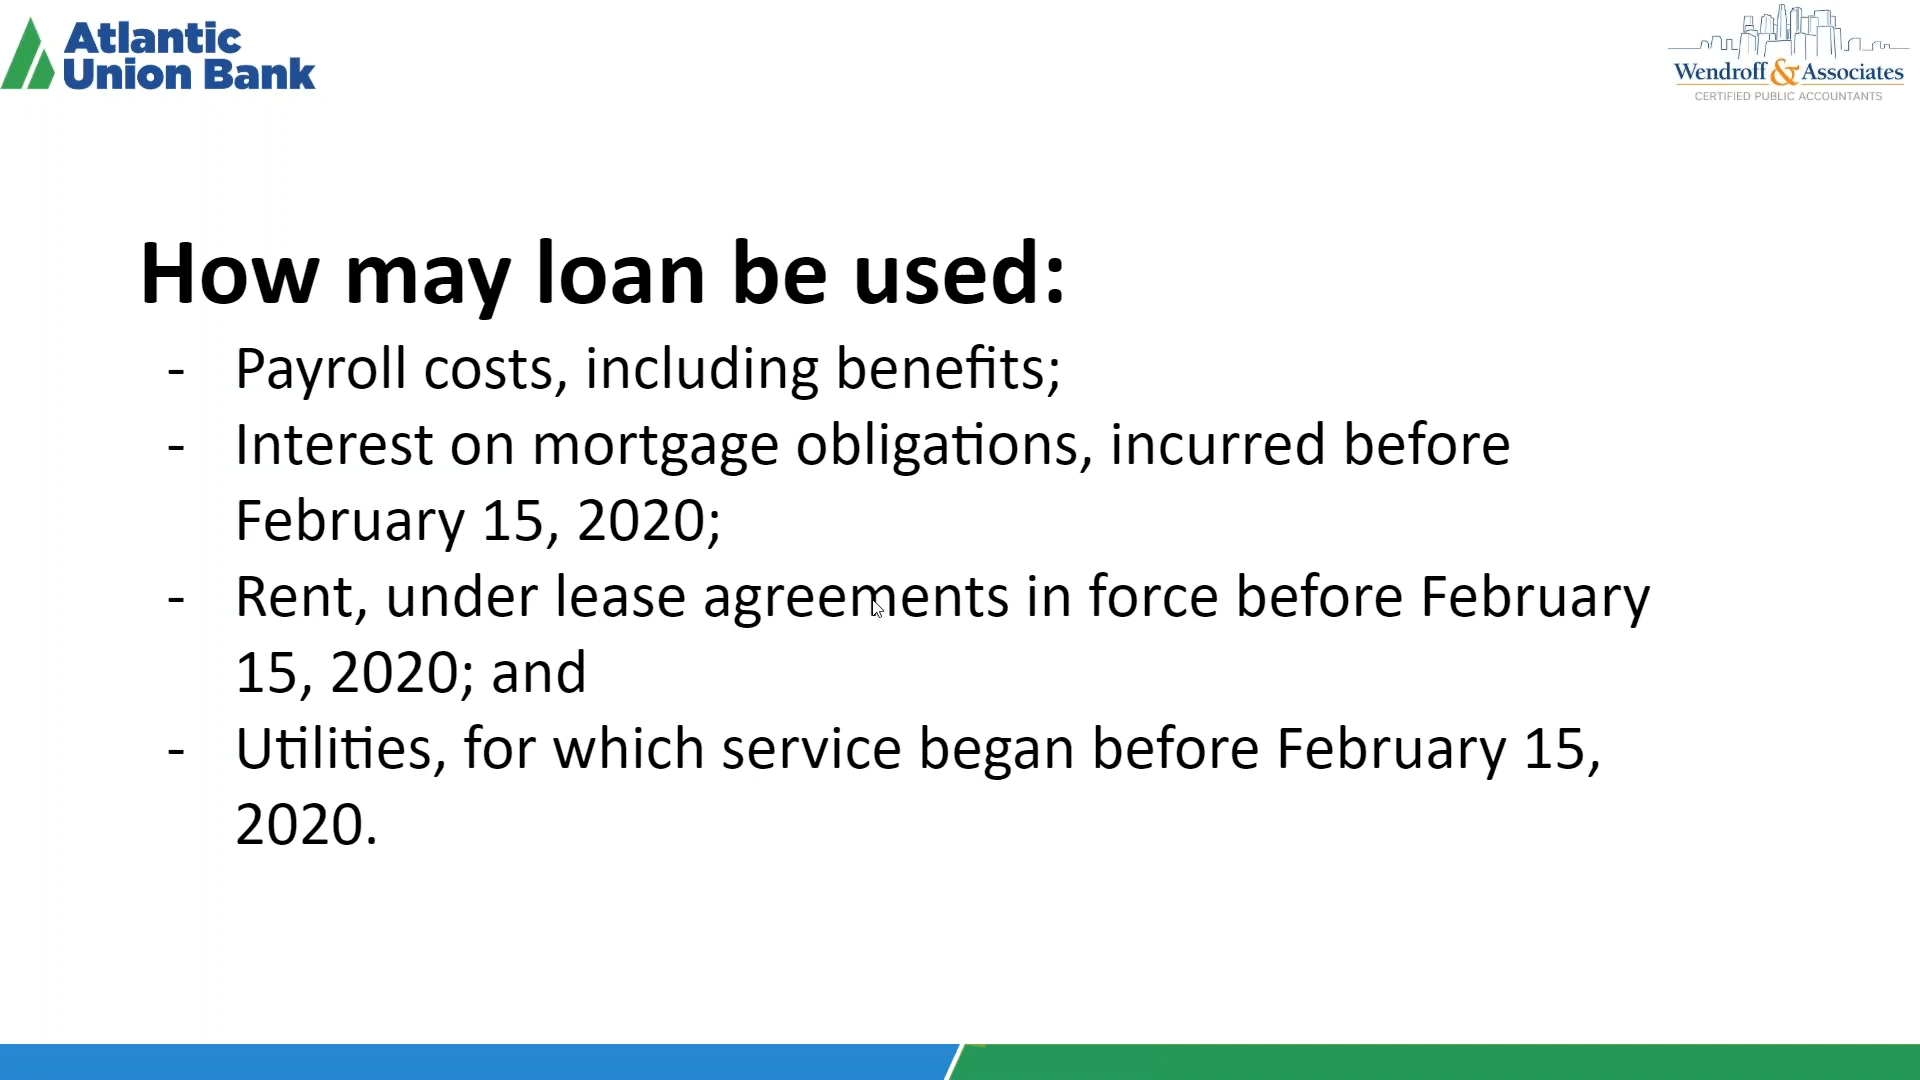 Atlantic
Union Bank
Wendroff & Associates
CERTIFIED PUBLIC ACCOUNTANTS
How may loan be used:
- Payroll costs, including benefits;
- Interest on mortgage obligations, incurred before
February 15, 2020;
- Rent, under lease agreements in force before February
15, 2020; and
- Utilities, for which service began before February 15,
2020.